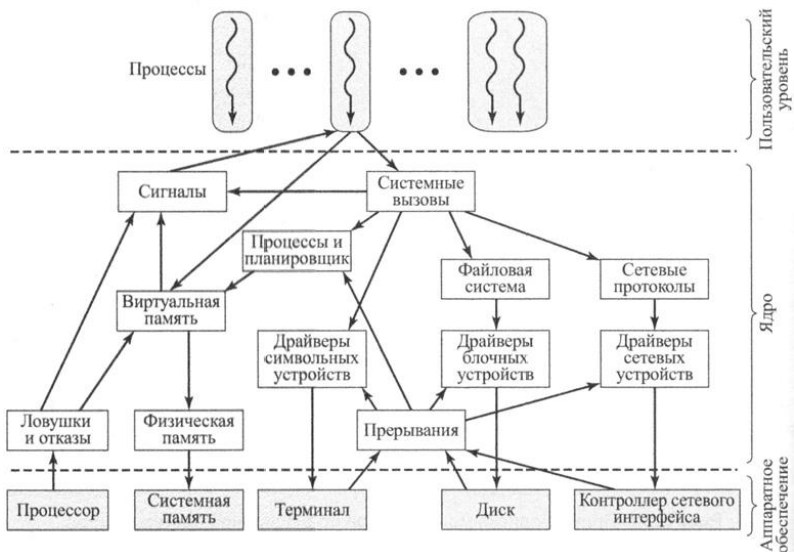 Процессы
Пользовательский
уровень
Сигналы
Системные
вызовы
Процессы и
планировщик
Файловая
система
Сетевые
протоколы
Виртуальная
память
Ядро
Драйверы
символьных
устройств
Драйверы
блочных
устройств
Драйверы
сетевых
устройств
Ловушки
и отказы
Физическая
память
Прерывания
Процессор
Системная
память
Терминал
Диск
Контроллер сетевого
интерфейса
Аппаратное
обеспечение